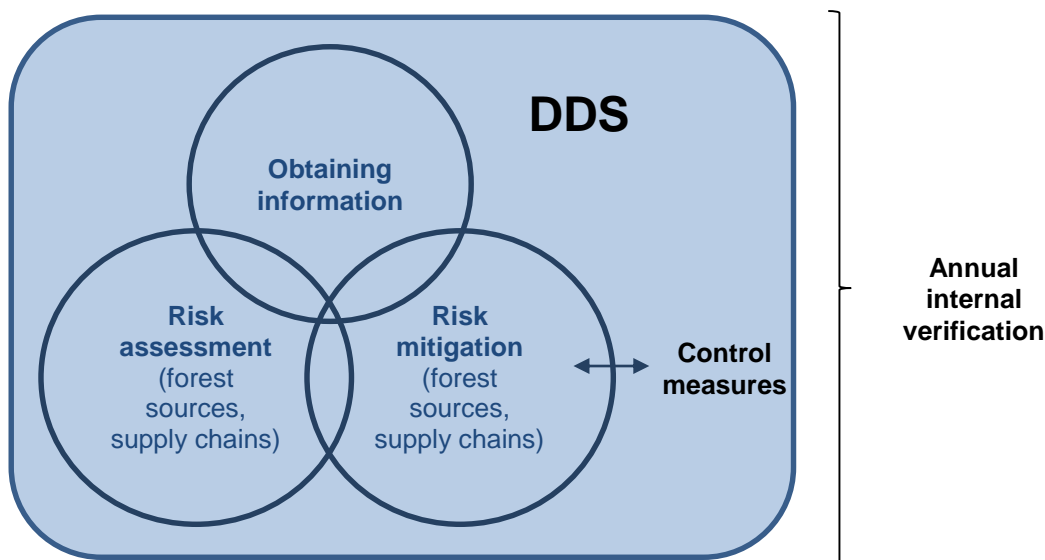 DDS
Obtaining
information
Risk
assessment
(forest
sources,
supply chains)
Risk
mitigation
(forest
sources,
supply chains)
Control
measures
Annual
internal
verification